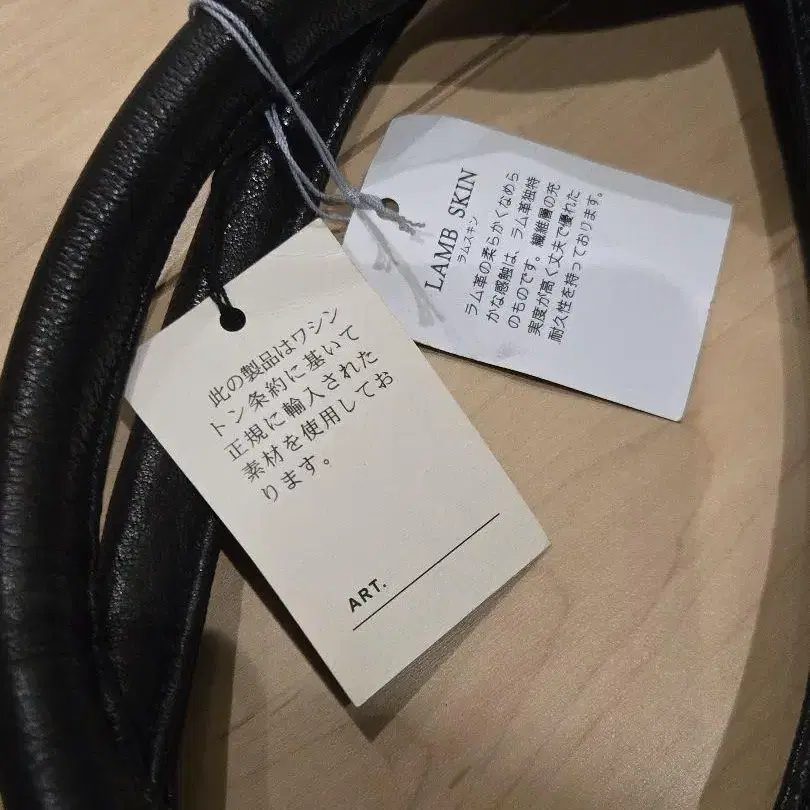 此の製品はワシン
トン条約に基いて
正規に輸入された
素材を使用してお
ります。
ART.
LAMB SKIN
ラムスキン
ラム革の柔らかくなめら
かな感触は、ラム革独特
のものです。繊維層の充
実度が高く丈夫で優れた
耐久性を持っております。